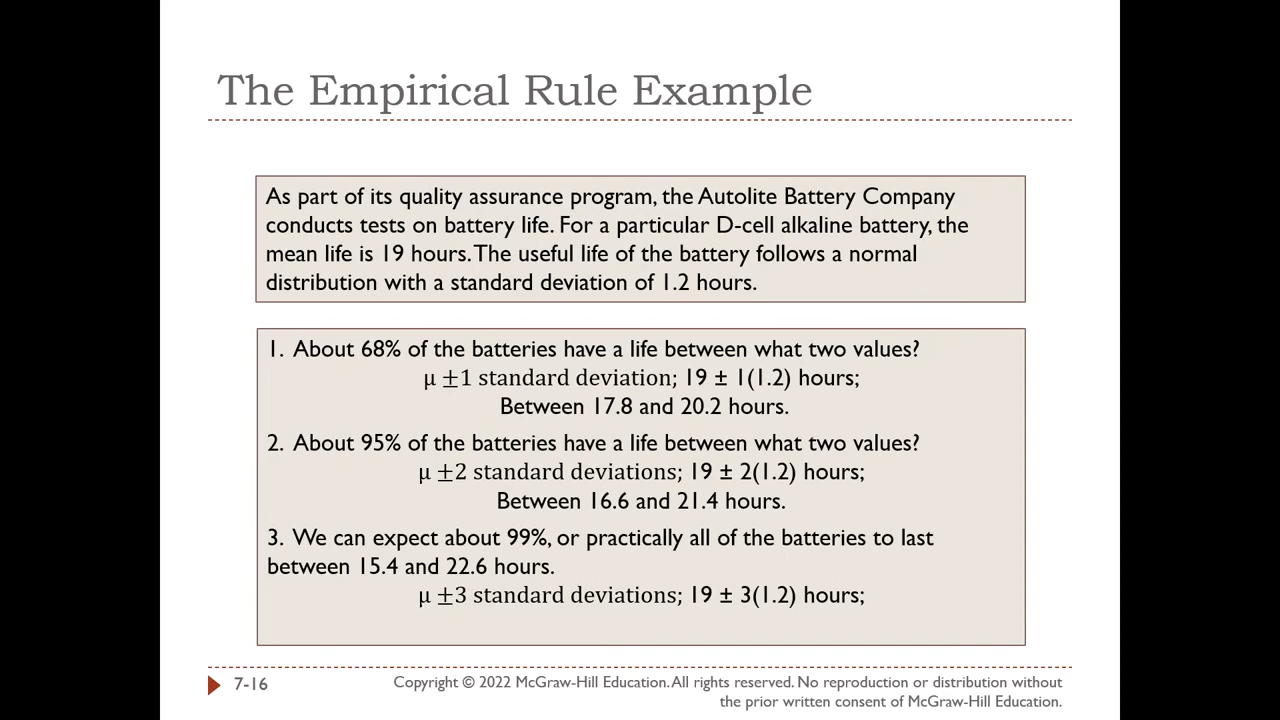 The Empirical Rule Example
As part of its quality assurance program, the Autolite Battery Company
conducts tests on battery life. For a particular D-cell alkaline battery, the
mean life is 19 hours. The useful life of the battery follows a normal
distribution with a standard deviation of 1.2 hours.
1. About 68% of the batteries have a life between what two values?
μ ±1 standard deviation; 19 ± 1(1.2) hours;
Between 17.8 and 20.2 hours.
2. About 95% of the batteries have a life between what two values?
μ ±2 standard deviations; 19 ± 2(1.2) hours;
Between 16.6 and 21.4 hours.
3. We can expect about 99%, or practically all of the batteries to last
between 15.4 and 22.6 hours.
μ ±3 standard deviations; 19 ± 3(1.2) hours;
7-16
Copyright © 2022 McGraw-Hill Education. All rights reserved. No reproduction or distribution without
the prior written consent of McGraw-Hill Education.